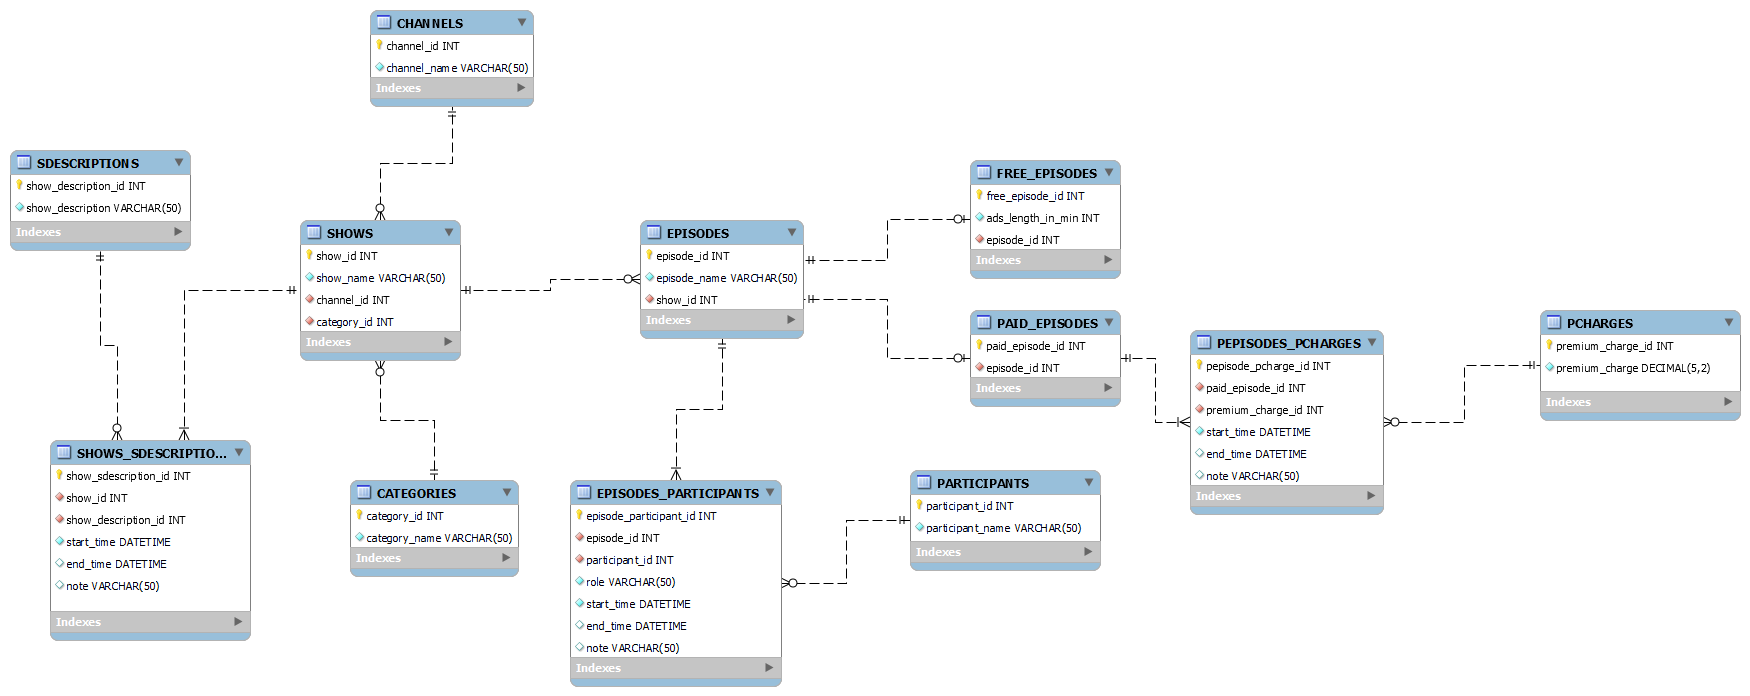 CHANNELS
channel_id INT
channel_name VARCHAR(50)
Indexes
SDESCRIPTIONS
show_description_id INT
show_description VARCHAR(50)
Indexes
SHOWS
show_id INT
show_name VARCHAR(50)
channel_id INT
category_id INT
Indexes
EPISODES
episode_id INT
episode_name VARCHAR(50)
show_id INT
Indexes
FREE_EPISODES
free_episode_id INT
ads_length_in_min INT
episode_id INT
Indexes
PAID_EPISODES
paid_episode_id INT
episode_id INT
Indexes
PEPISODES_PCHARGES
pepisode_pcharge_id INT
paid_episode_id INT
premium_charge_id INT
start_time DATETIME
end_time DATETIME
note VARCHAR(50)
Indexes
PCHARGES
premium_charge_id INT
premium_charge DECIMAL(5,2)
Indexes
SHOWS_SDESCRIPTIO...
show_sdescription_id INT
show_id INT
show_description_id INT
start_time DATETIME
end_time DATETIME
note VARCHAR(50)
Indexes
CATEGORIES
category_id INT
category_name VARCHAR(50)
Indexes
EPISODES_PARTICIPANTS
episode_participant_id INT
episode_id INT
participant_id INT
role VARCHAR(50)
start_time DATETIME
end_time DATETIME
note VARCHAR(50)
Indexes
PARTICIPANTS
participant_id INT
participant_name VARCHAR(50)
Indexes